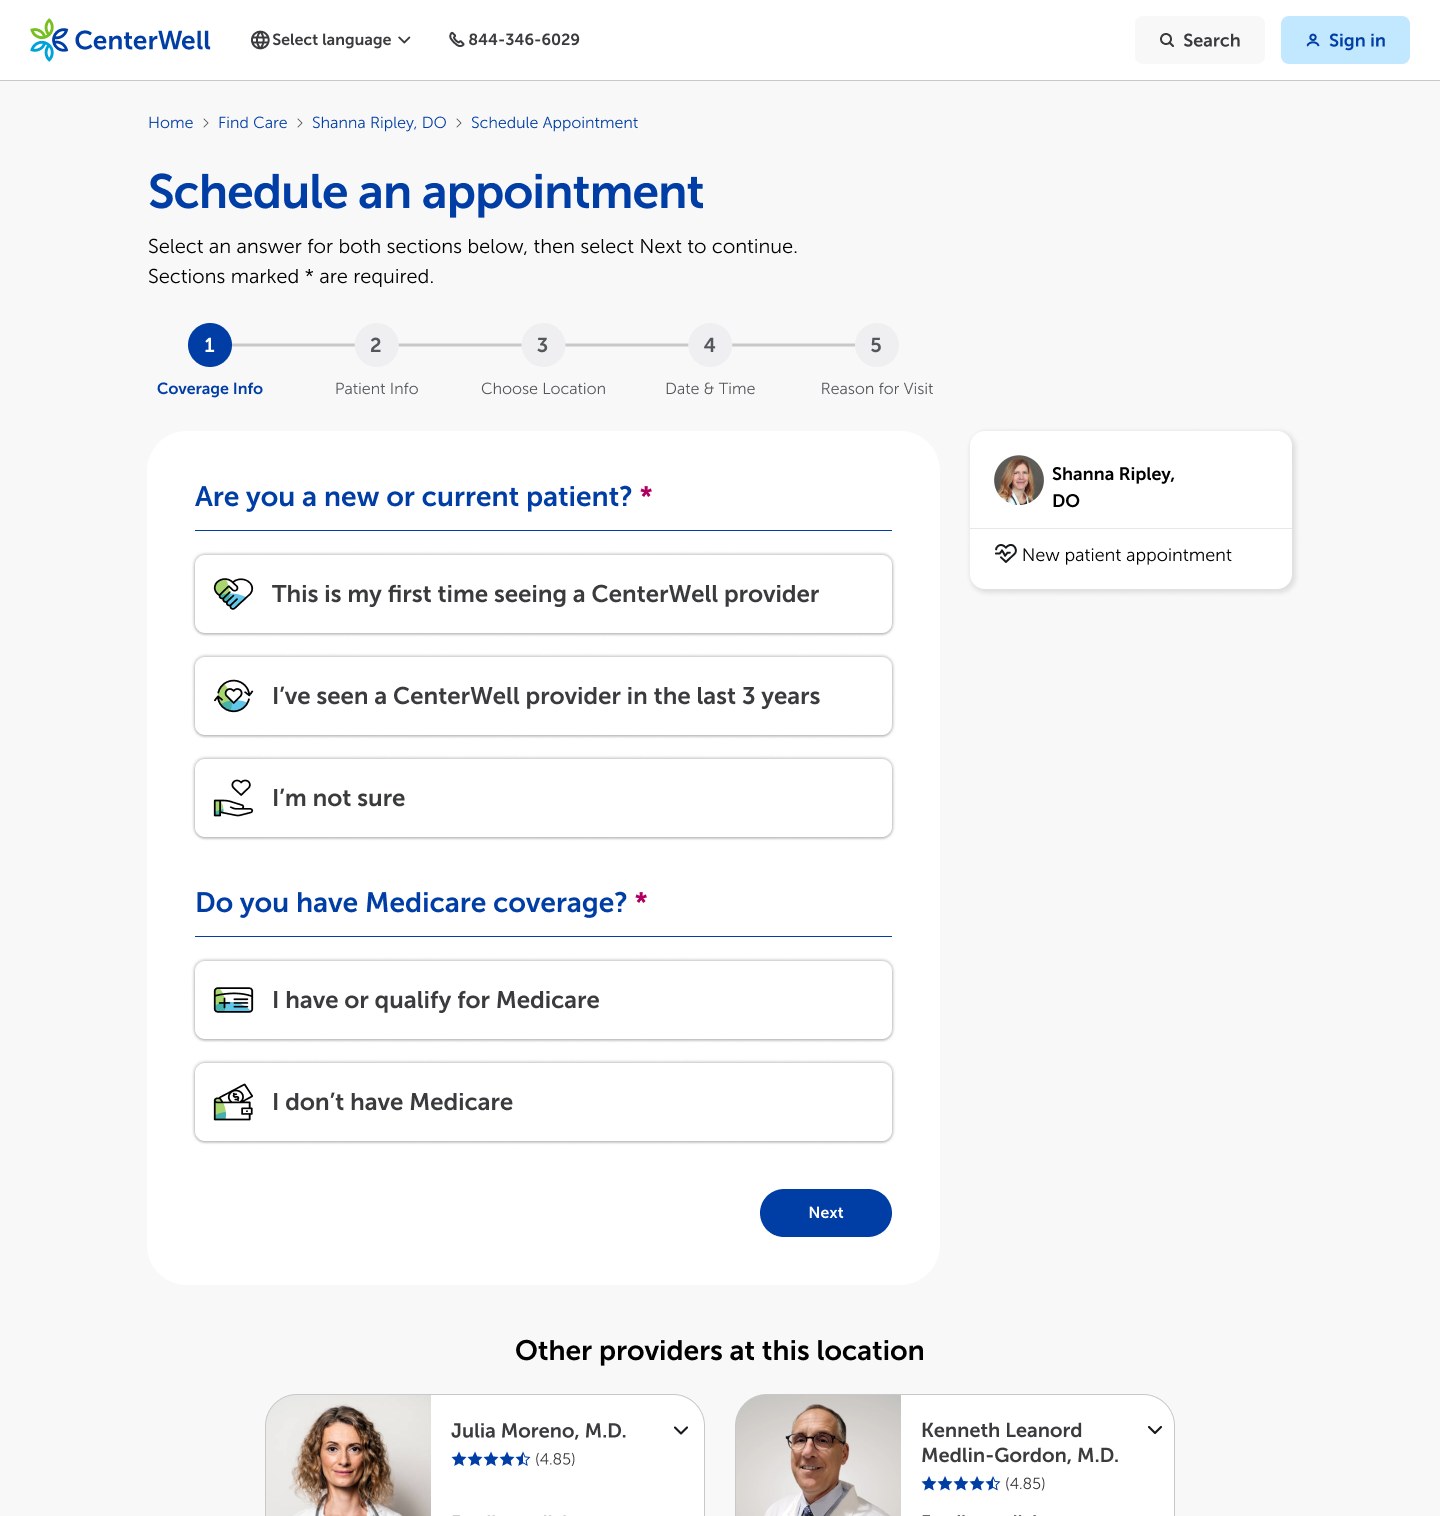 CenterWell
Select language
844-346-6029
Search
Sign in
Home > Find Care > Shanna Ripley, DO > Schedule Appointment
Schedule an appointment
Select an answer for both sections below, then select Next to continue.
Sections marked * are required.
1 2 3 4 5
Coverage Info Patient Info Choose Location Date & Time Reason for Visit
Are you a new or current patient? *
This is my first time seeing a CenterWell provider
I’ve seen a CenterWell provider in the last 3 years
I’m not sure
Do you have Medicare coverage? *
I have or qualify for Medicare
I don’t have Medicare
Next
Shanna Ripley,
DO
New patient appointment
Other providers at this location
Julia Moreno, M.D.
(4.85)
Kenneth Leanord
Medlin-Gordon, M.D.
(4.85)